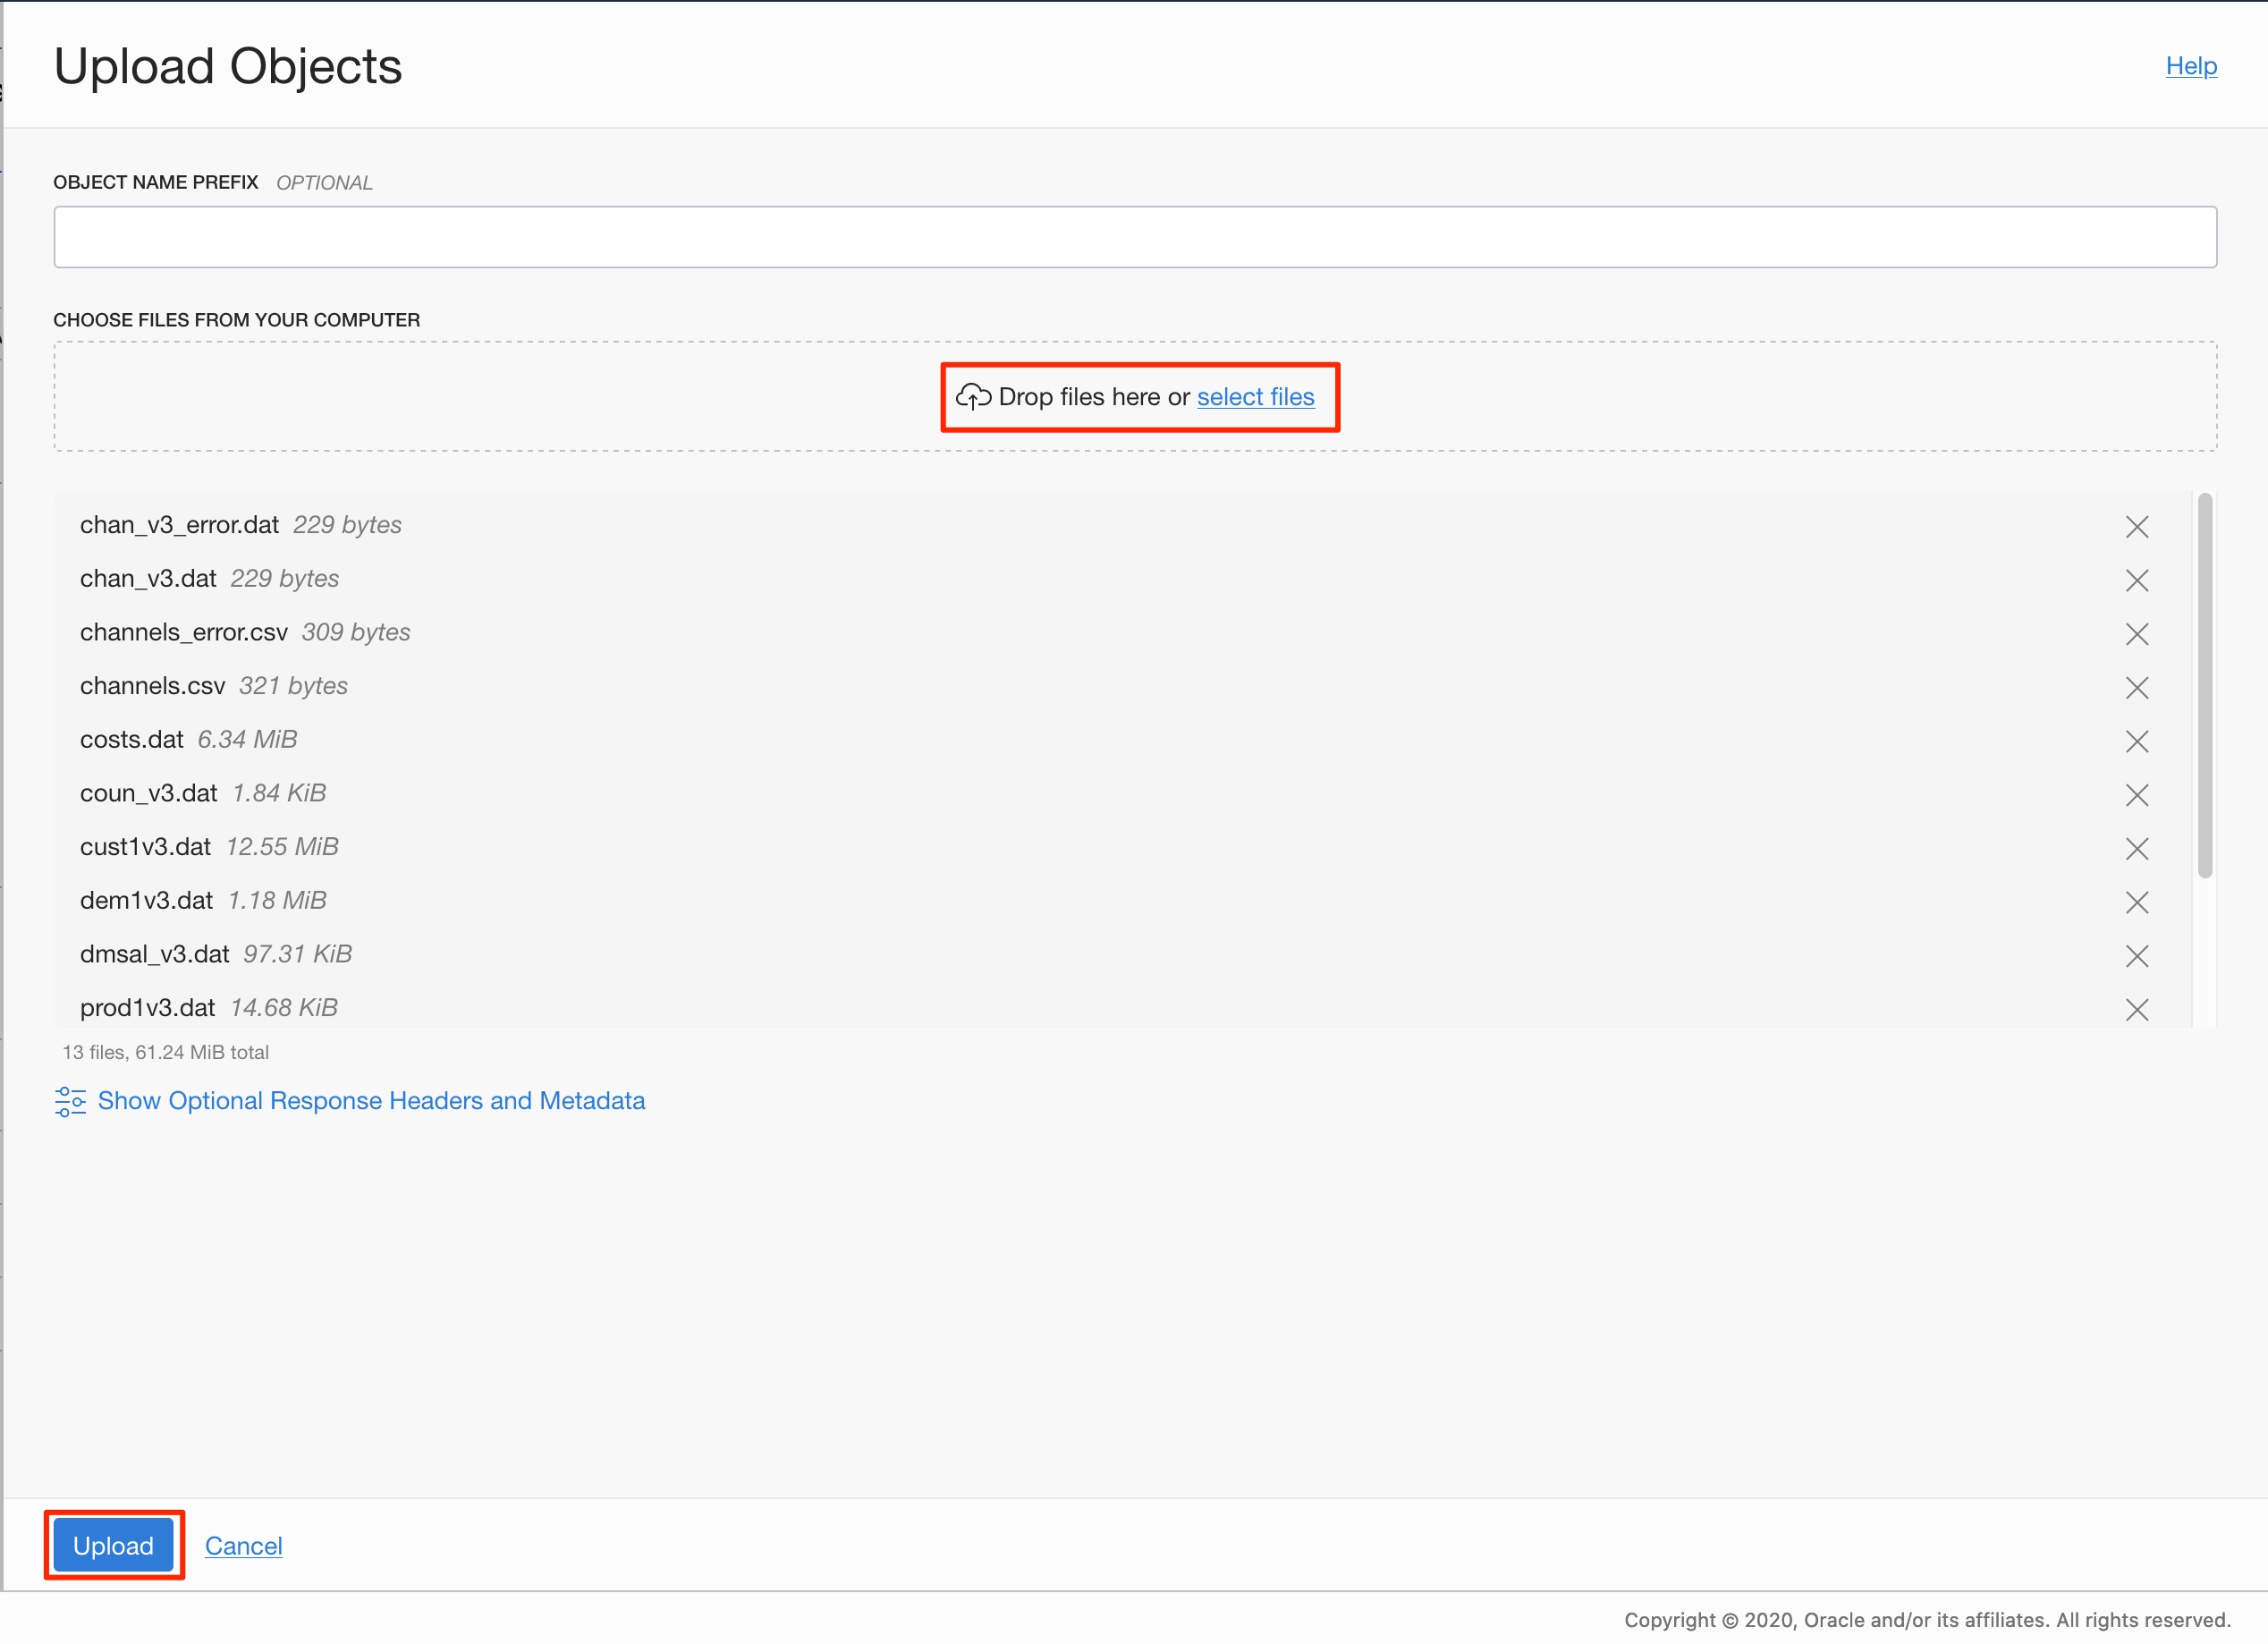 Upload Objects
Help
OBJECT NAME PREFIX OPTIONAL
CHOOSE FILES FROM YOUR COMPUTER
Drop files here or select files
chan_v3_error.dat 229 bytes
chan_v3.dat 229 bytes
channels_error.csv 309 bytes
channels.csv 321 bytes
costs.dat 6.34 MiB
coun_v3.dat 1.84 KiB
cust1v3.dat 12.55 MiB
dem1v3.dat 1.18 MiB
dmsal_v3.dat 97.31 KiB
prod1v3.dat 14.68 KiB
13 files, 61.24 MiB total
Show Optional Response Headers and Metadata
Upload Cancel
Copyright © 2020, Oracle and/or its affiliates. All rights reserved.